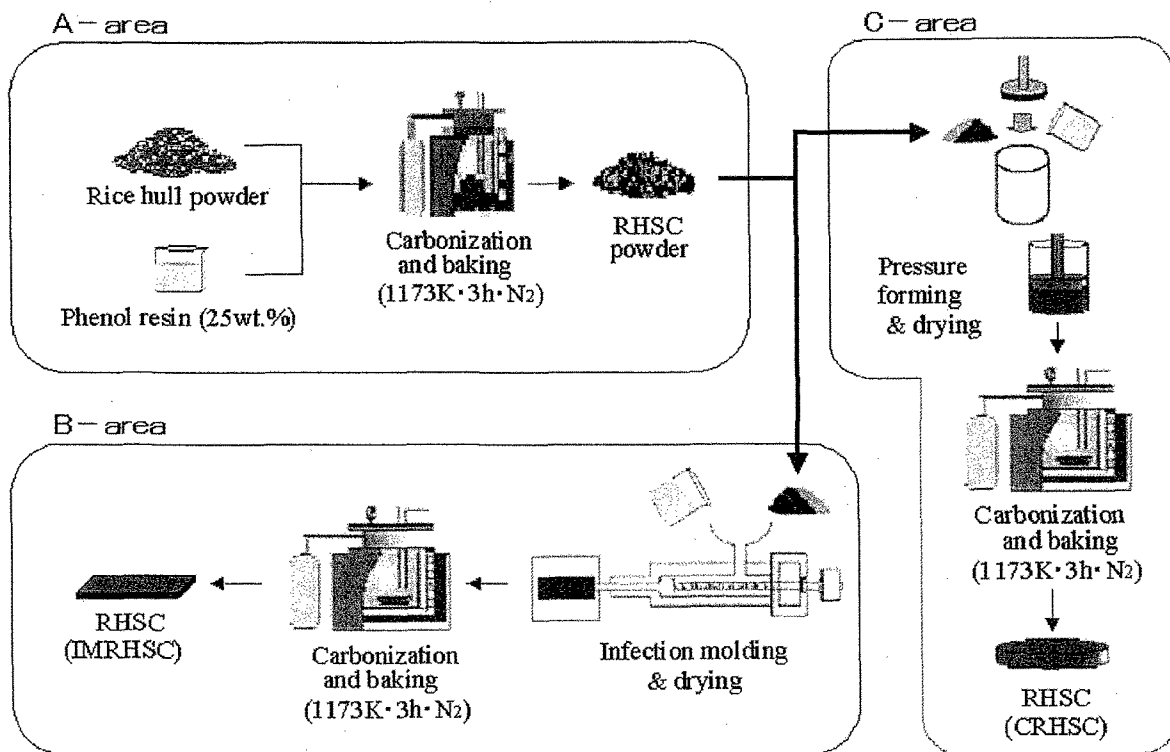 A-area
Rice hull powder
Phenol resin (25wt.%)
Carbonization
and baking
(1173K·3h·N2)
RHSC
powder
B-area
RHSC
(IMRHSC)
Carbonization
and baking
(1173K·3h·N2)
Infection molding
& drying
C-area
Pressure
forming
& drying
Carbonization
and baking
(1173K·3h·N2)
RHSC
(CRHSC)